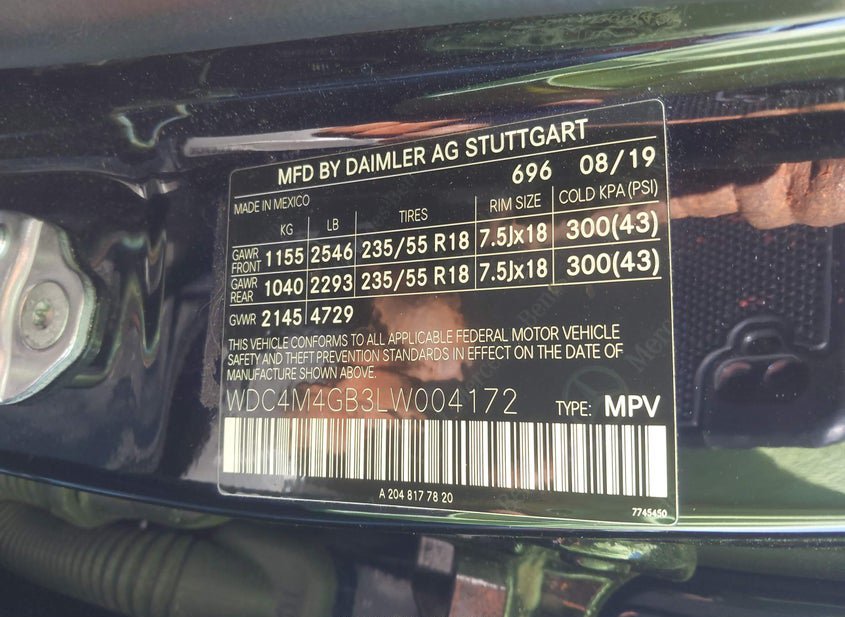 MFD BY DAIMLER AG STUTTGART
MADE IN MEXICO 696 08/19
KG LB TIRES RIM SIZE COLD KPA(PSI)
GAWR FRONT 1155 2546 235/55 R18 7.5Jx18 300(43)
GAWR REAR 1040 2293 235/55 R18 7.5Jx18 300(43)
GVWR 2145 4729
THIS VEHICLE CONFORMS TO ALL APPLICABLE FEDERAL MOTOR VEHICLE
SAFETY AND THEFT PREVENTION STANDARDS IN EFFECT ON THE DATE OF
MANUFACTURE SHOWN ABOVE.
WDC4M4GB3LW004172 TYPE: MPV
A 204 817 78 20
7745450